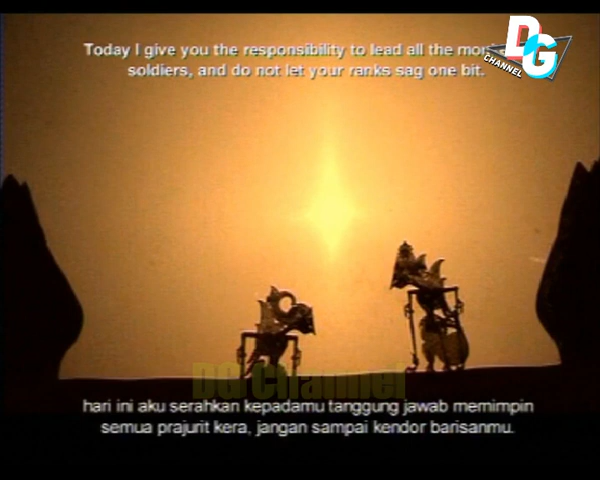 Today I give you the responsibility to lead all the
soldiers, and do not let your ranks sag one bit.
DG
CHANNEL
DG Channel
hari ini aku serahkan kepadamu tanggung jawab memimpin
semua prajurit kera, jangan sampai kendor barisanmu.